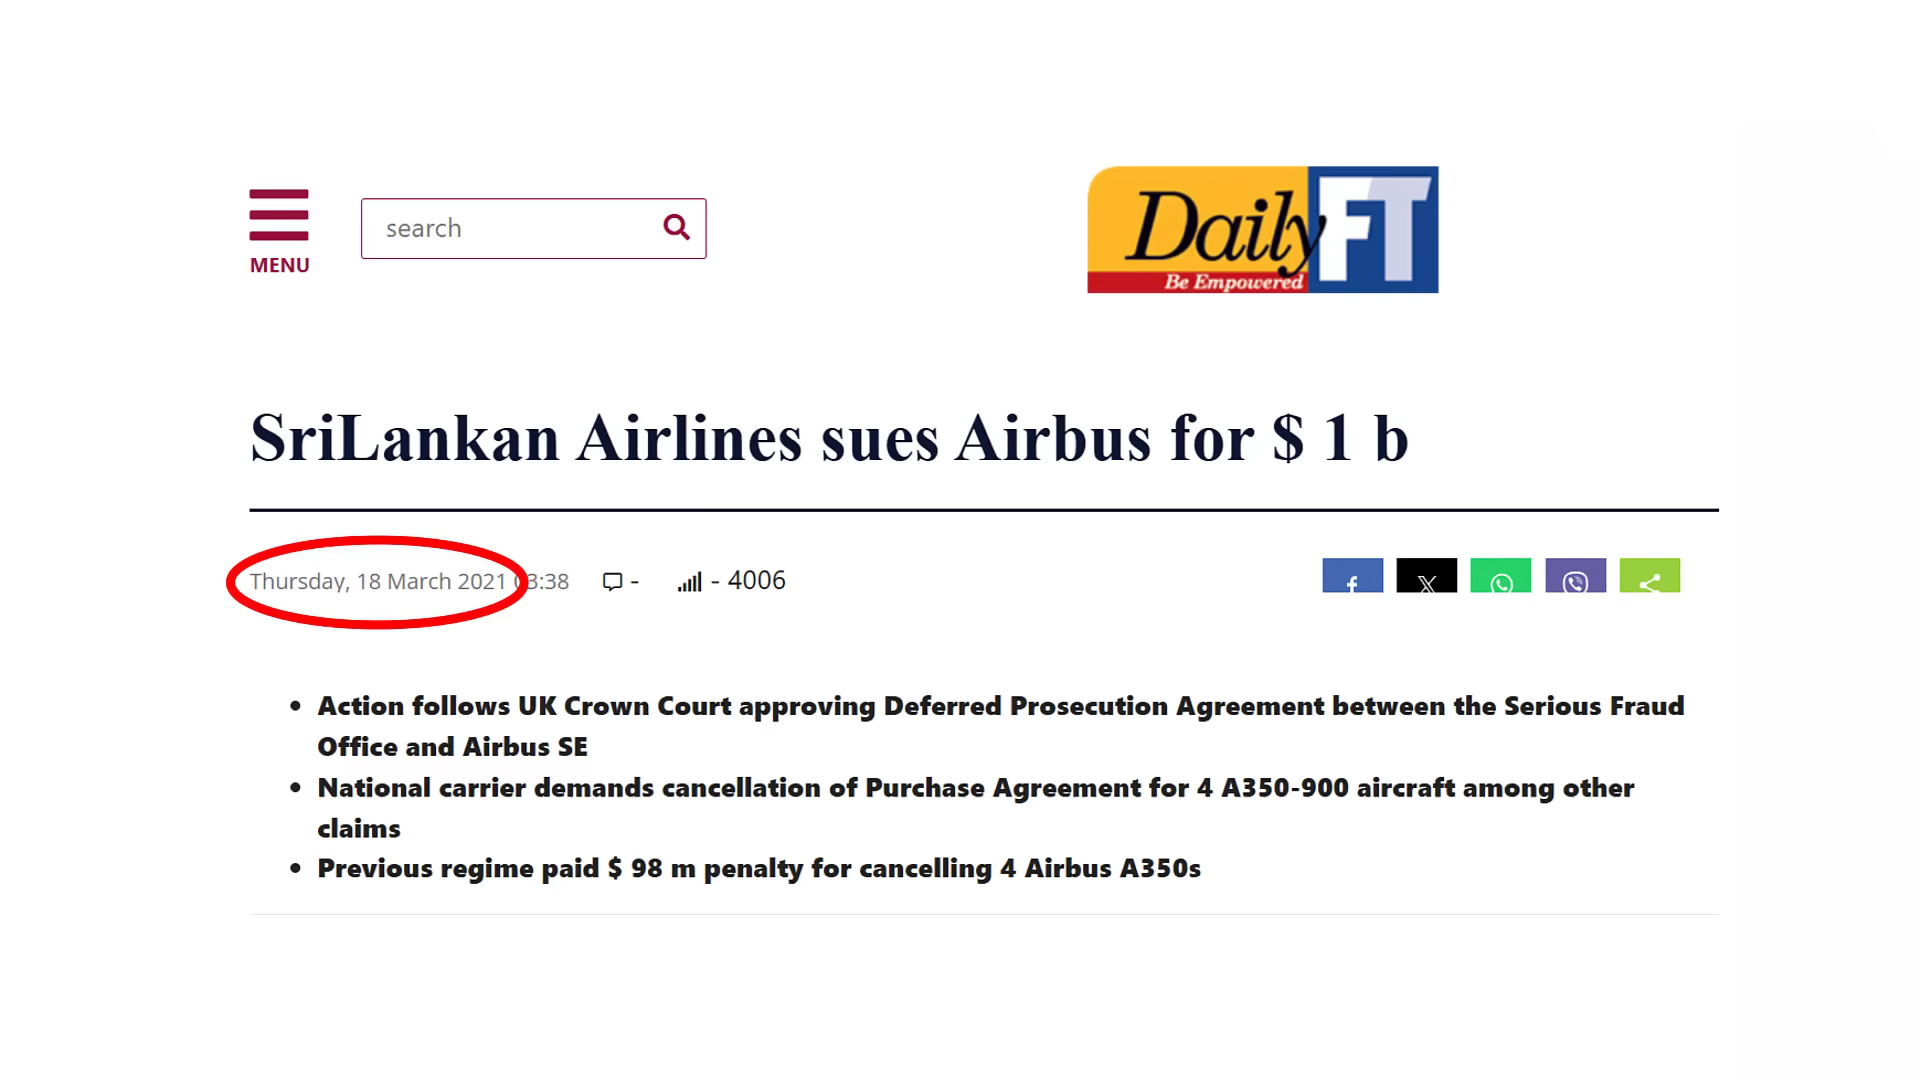 MENU
search
Daily FT
Be Empowered
SriLankan Airlines sues Airbus for $ 1 b
Thursday, 18 March 2021 03:38 - - 4006
• Action follows UK Crown Court approving Deferred Prosecution Agreement between the Serious Fraud
Office and Airbus SE
• National carrier demands cancellation of Purchase Agreement for 4 A350-900 aircraft among other
claims
• Previous regime paid $ 98 m penalty for cancelling 4 Airbus A350s